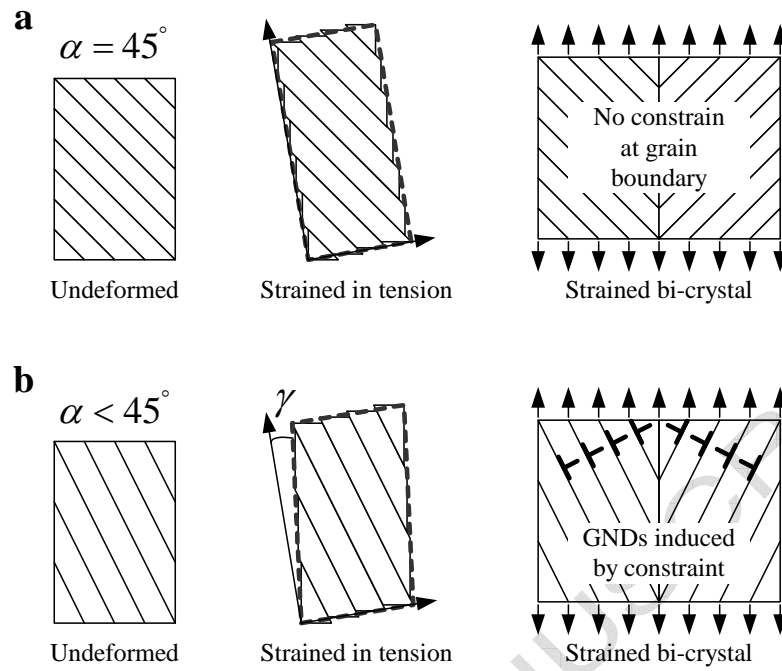 a
α = 45°
No constrain
at grain
boundary
Undeformed
Strained in tension
Strained bi-crystal
b
α < 45°
γ
GNDs induced
by constraint
Undeformed
Strained in tension
Strained bi-crystal